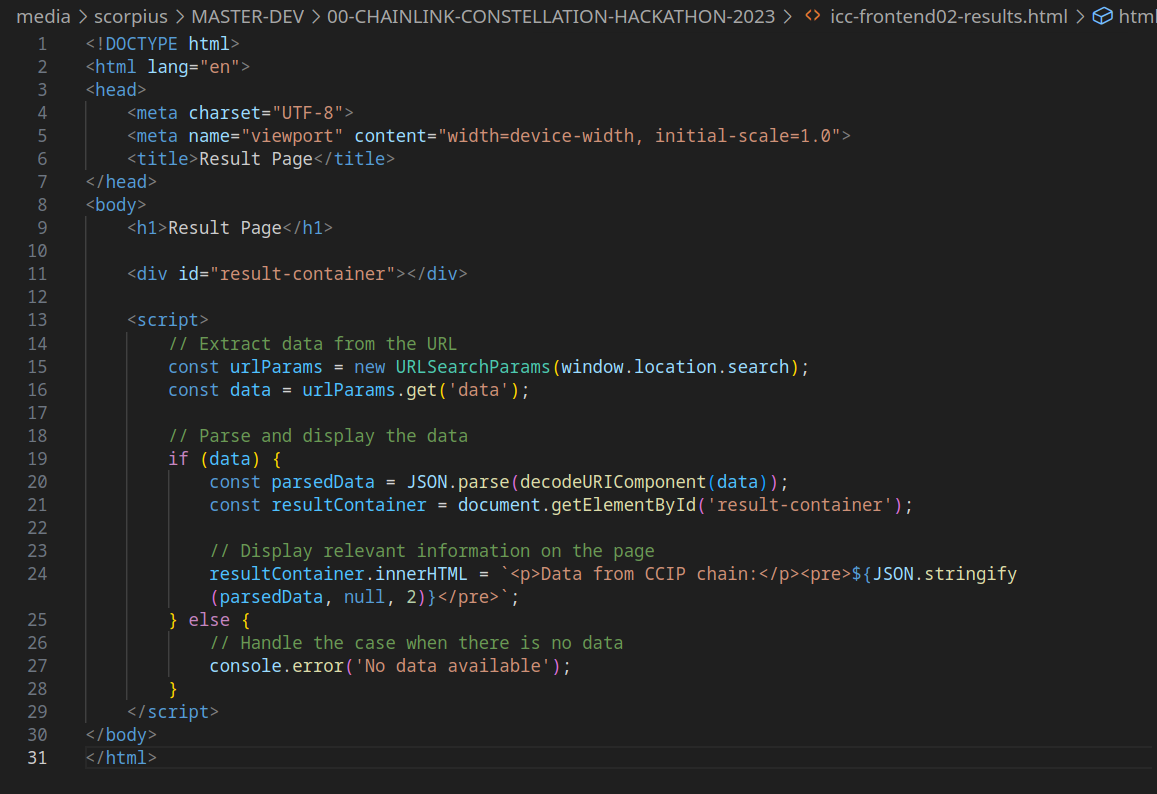 media > scorpius > MASTER-DEV > 00-CHAINLINK-CONSTELLATION-HACKATHON-2023 > <> icc-frontend02-results.html > html
1 <!DOCTYPE html>
2 <html lang="en">
3 <head>
4     <meta charset="UTF-8">
5     <meta name="viewport" content="width=device-width, initial-scale=1.0">
6     <title>Result Page</title>
7 </head>
8 <body>
9     <h1>Result Page</h1>
10
11     <div id="result-container"></div>
12
13     <script>
14         // Extract data from the URL
15         const urlParams = new URLSearchParams(window.location.search);
16         const data = urlParams.get('data');
17
18         // Parse and display the data
19         if (data) {
20             const parsedData = JSON.parse(decodeURIComponent(data));
21             const resultContainer = document.getElementById('result-container');
22
23             // Display relevant information on the page
24             resultContainer.innerHTML = `<p>Data from CCIP chain:</p><pre>${JSON.stringify
(parsedData, null, 2)}</pre>`;
25         } else {
26             // Handle the case when there is no data
27             console.error('No data available');
28         }
29     </script>
30 </body>
31 </html>